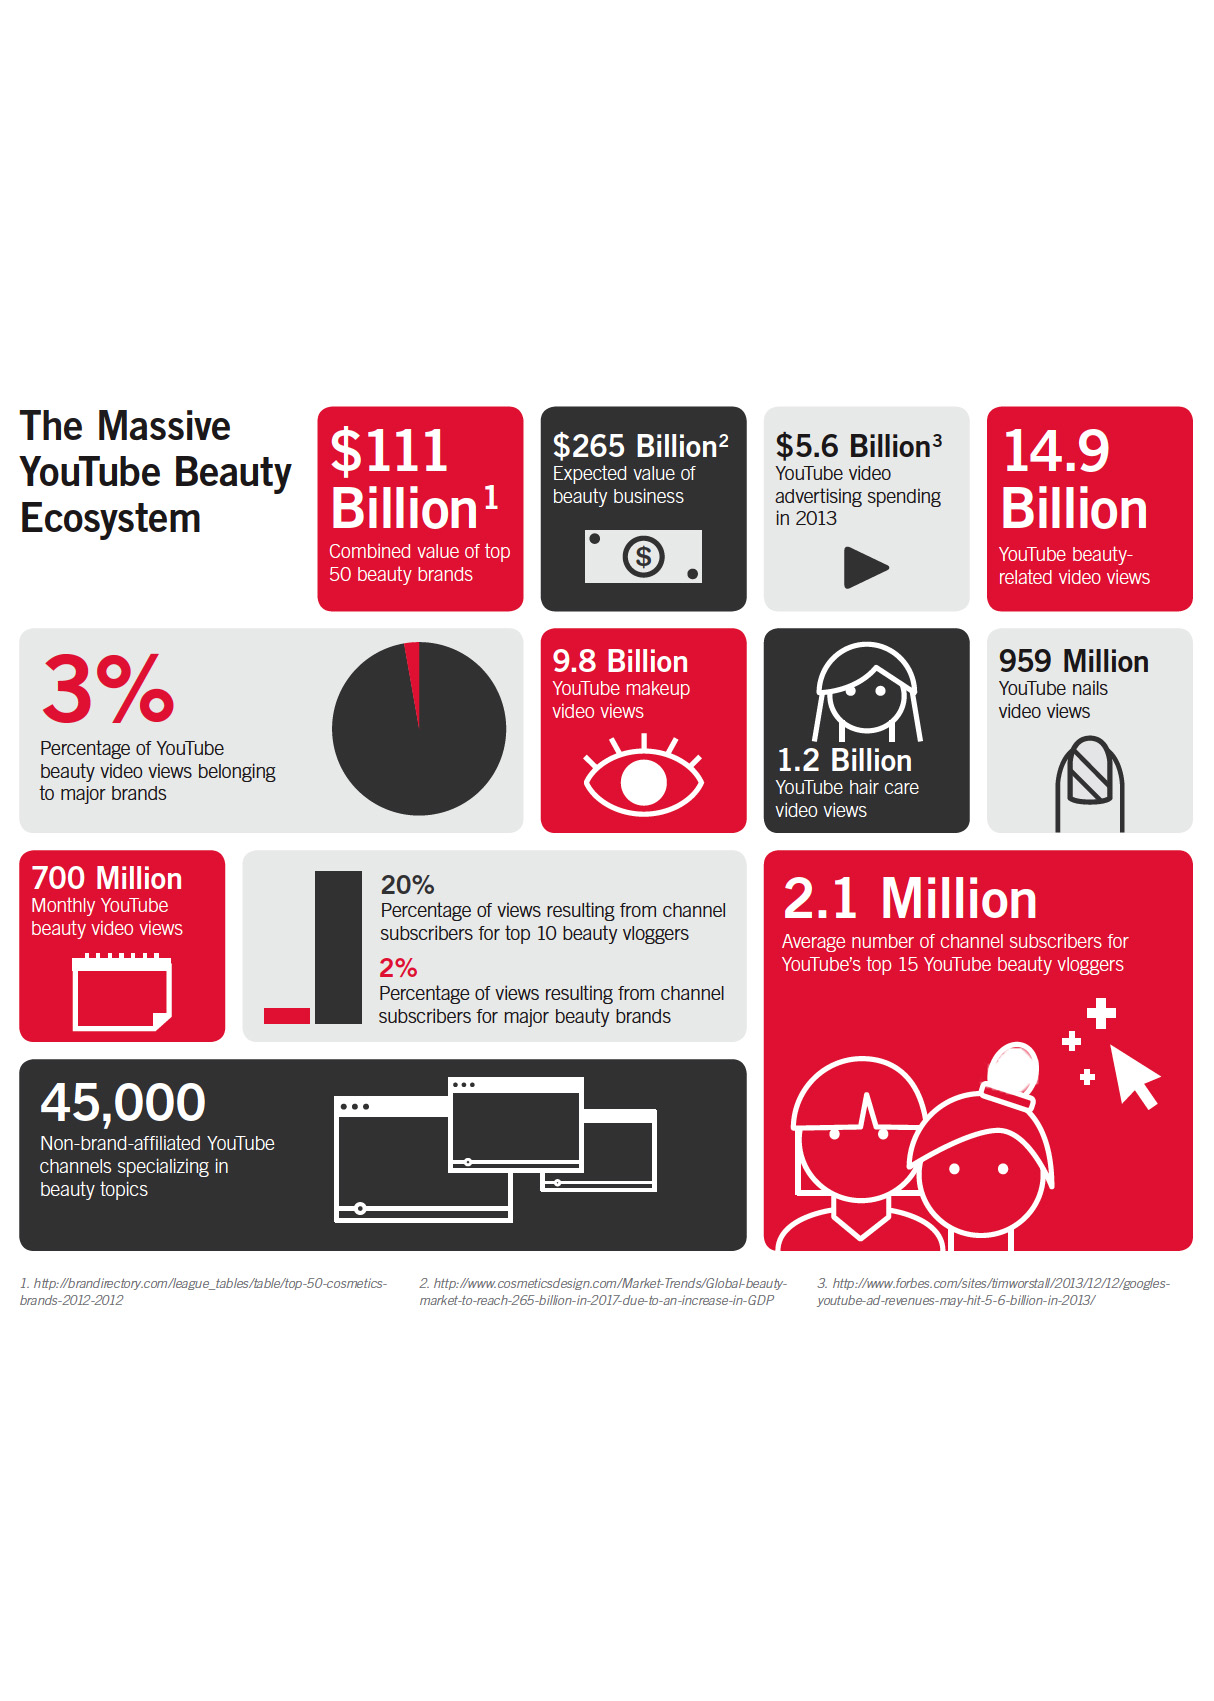 The Massive
YouTube Beauty
Ecosystem
$111
Billion¹
Combined value of top
50 beauty brands
$265 Billion²
Expected value of
beauty business
$
$5.6 Billion³
YouTube video
advertising spending
in 2013
14.9
Billion
YouTube beauty-
related video views
3%
Percentage of YouTube
beauty video views belonging
to major brands
9.8 Billion
YouTube makeup
video views
1.2 Billion
YouTube hair care
video views
959 Million
YouTube nails
video views
700 Million
Monthly YouTube
beauty video views
20%
Percentage of views resulting from channel
subscribers for top 10 beauty vloggers
2%
Percentage of views resulting from channel
subscribers for major beauty brands
2.1 Million
Average number of channel subscribers for
YouTube's top 15 YouTube beauty vloggers
45,000
Non-brand-affiliated YouTube
channels specializing in
beauty topics
1. http://brandirectory.com/league_tables/table/top-50-cosmetics-
brands-2012-2012
2. http://www.cosmeticsdesign.com/Market-Trends/Global-beauty-
market-to-reach-265-billion-in-2017-due-to-an-increase-in-GDP
3. http://www.forbes.com/sites/timworstall/2013/12/12/googles-
youtube-ad-revenues-may-hit-5-6-billion-in-2013/